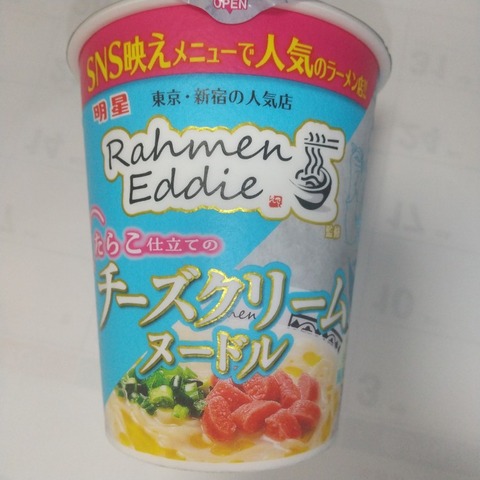 OPEN
SNS映えメニューで人気のラーメン店!!
明星
東京・新宿の人気店
Rahmen
Eddie
たらこ仕立ての
チーズクリーム
ヌードル